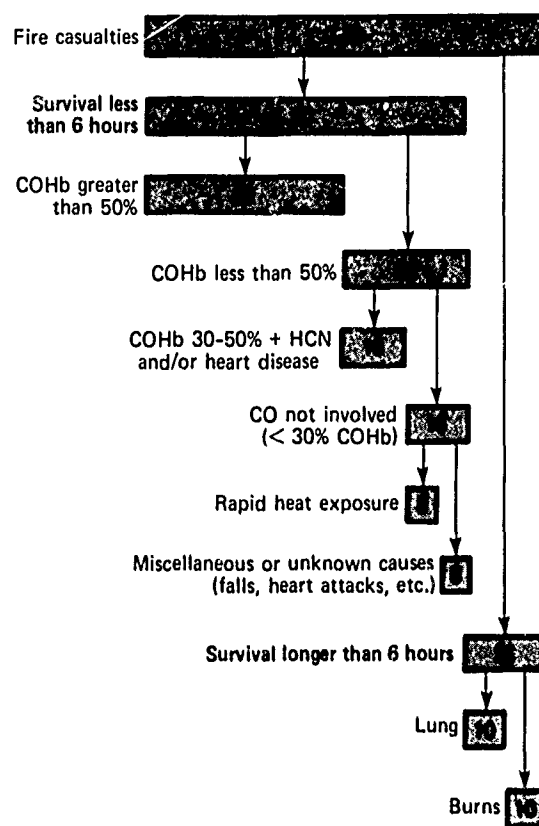 Fire casualties
Survival less
than 6 hours
COHb greater
than 50%
COHb less than 50%
COHb 30-50% + HCN
and/or heart disease
CO not involved
(< 30% COHb)
Rapid heat exposure
Miscellaneous or unknown causes
(falls, heart attacks, etc.)
Survival longer than 6 hours
Lung
10
Burns
10